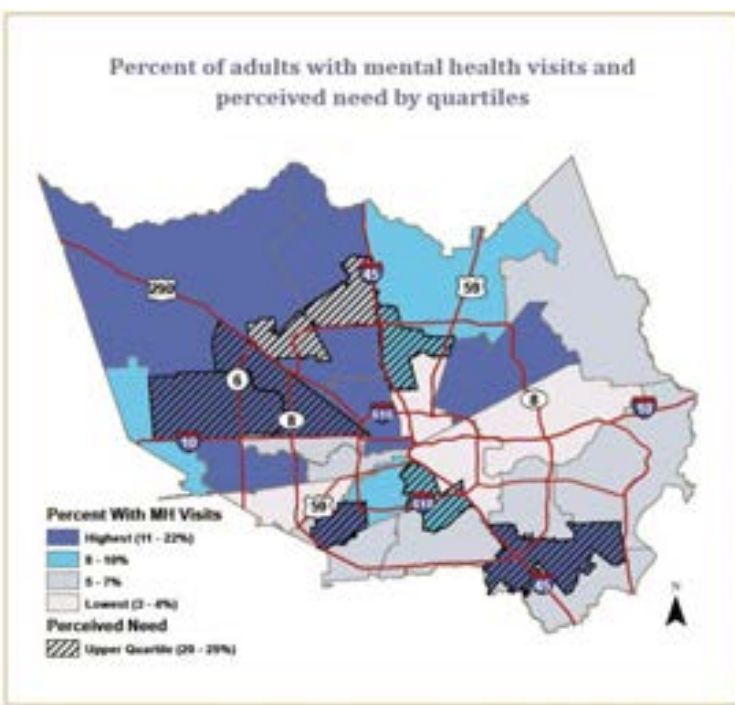 Percent of adults with mental health visits and
perceived need by quartiles
45
290
59
6
8
610
8
10
10
59
610
45
Percent With MH Visits
Highest (11 - 22%)
8 - 10%
5 - 7%
Lowest (2 - 4%)
Perceived Need
Upper Quartile (20 - 25%)
N